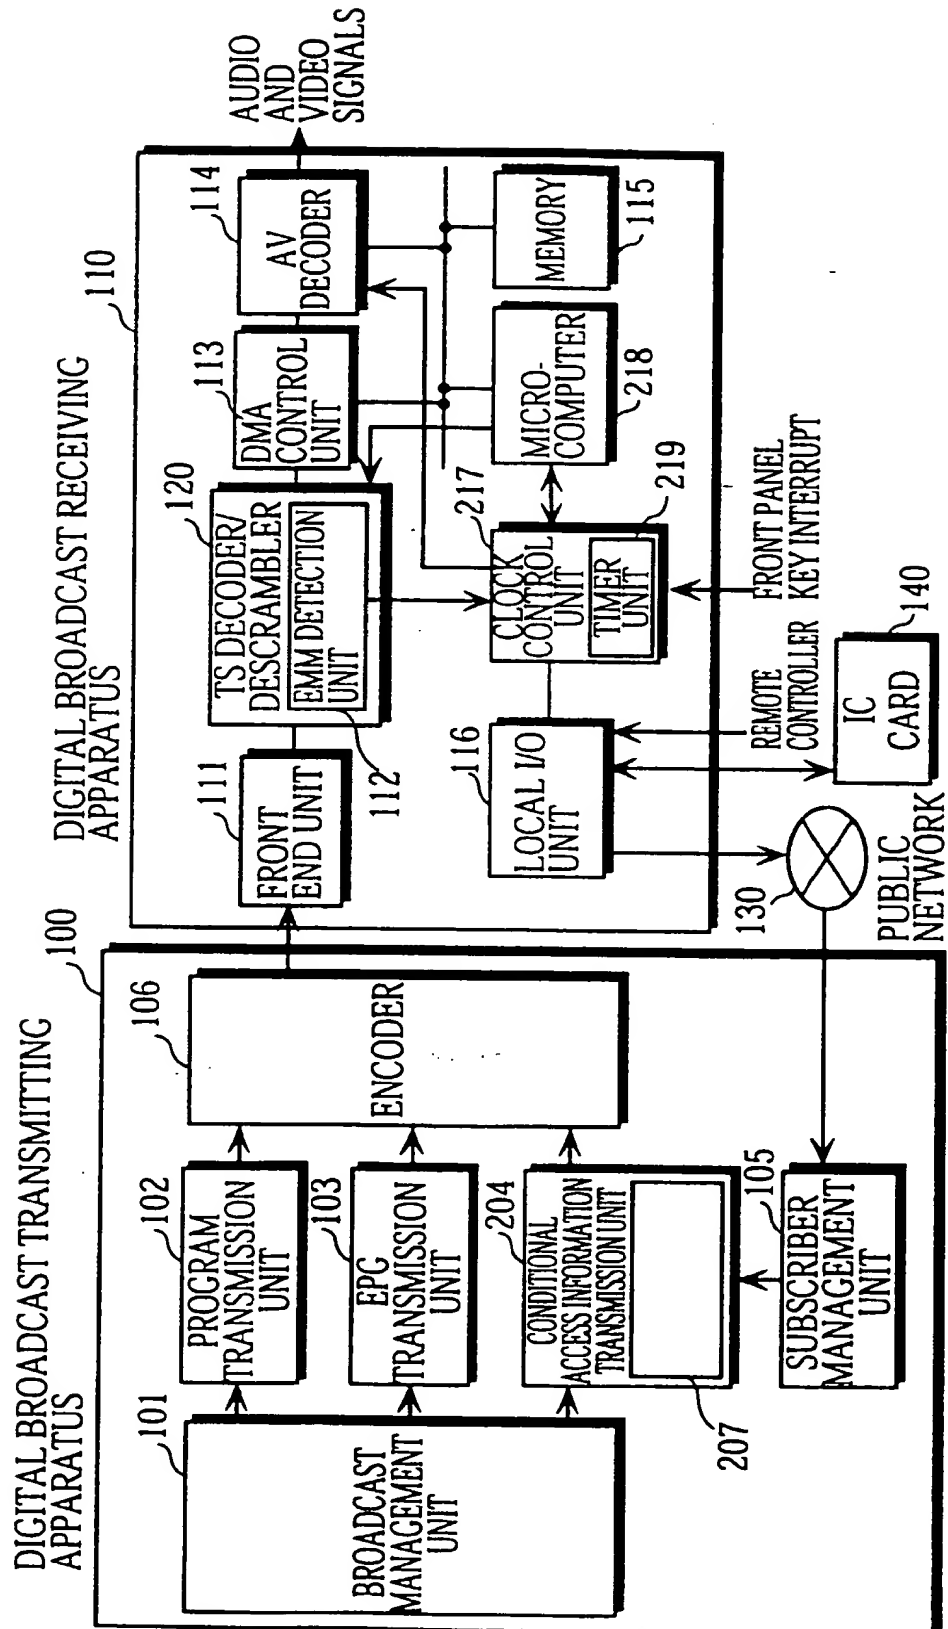 DIGITAL BROADCAST TRANSMITTING
APPARATUS
100
101
BROADCAST
MANAGEMENT
UNIT
102
PROGRAM
TRANSMISSION
UNIT
103
EPG
TRANSMISSION
UNIT
204
CONDITIONAL
ACCESS INFORMATION
TRANSMISSION UNIT
207
105
SUBSCRIBER
MANAGEMENT
UNIT
106
ENCODER
DIGITAL BROADCAST RECEIVING
APPARATUS
110
111
FRONT
END UNIT
120
TS DECODER/
DESCRAMBLER
EMM DETECTION
UNIT
112
113
DMA
CONTROL
UNIT
114
AV
DECODER
AUDIO
AND
VIDEO
SIGNALS
116
LOCAL I/O
UNIT
217
CLOCK
CONTROL
UNIT
TIMER
UNIT
219
MICRO-
COMPUTER
218
MEMORY
115
REMOTE
CONTROLLER
FRONT PANEL
KEY INTERRUPT
130
PUBLIC
NETWORK
IC
CARD
140